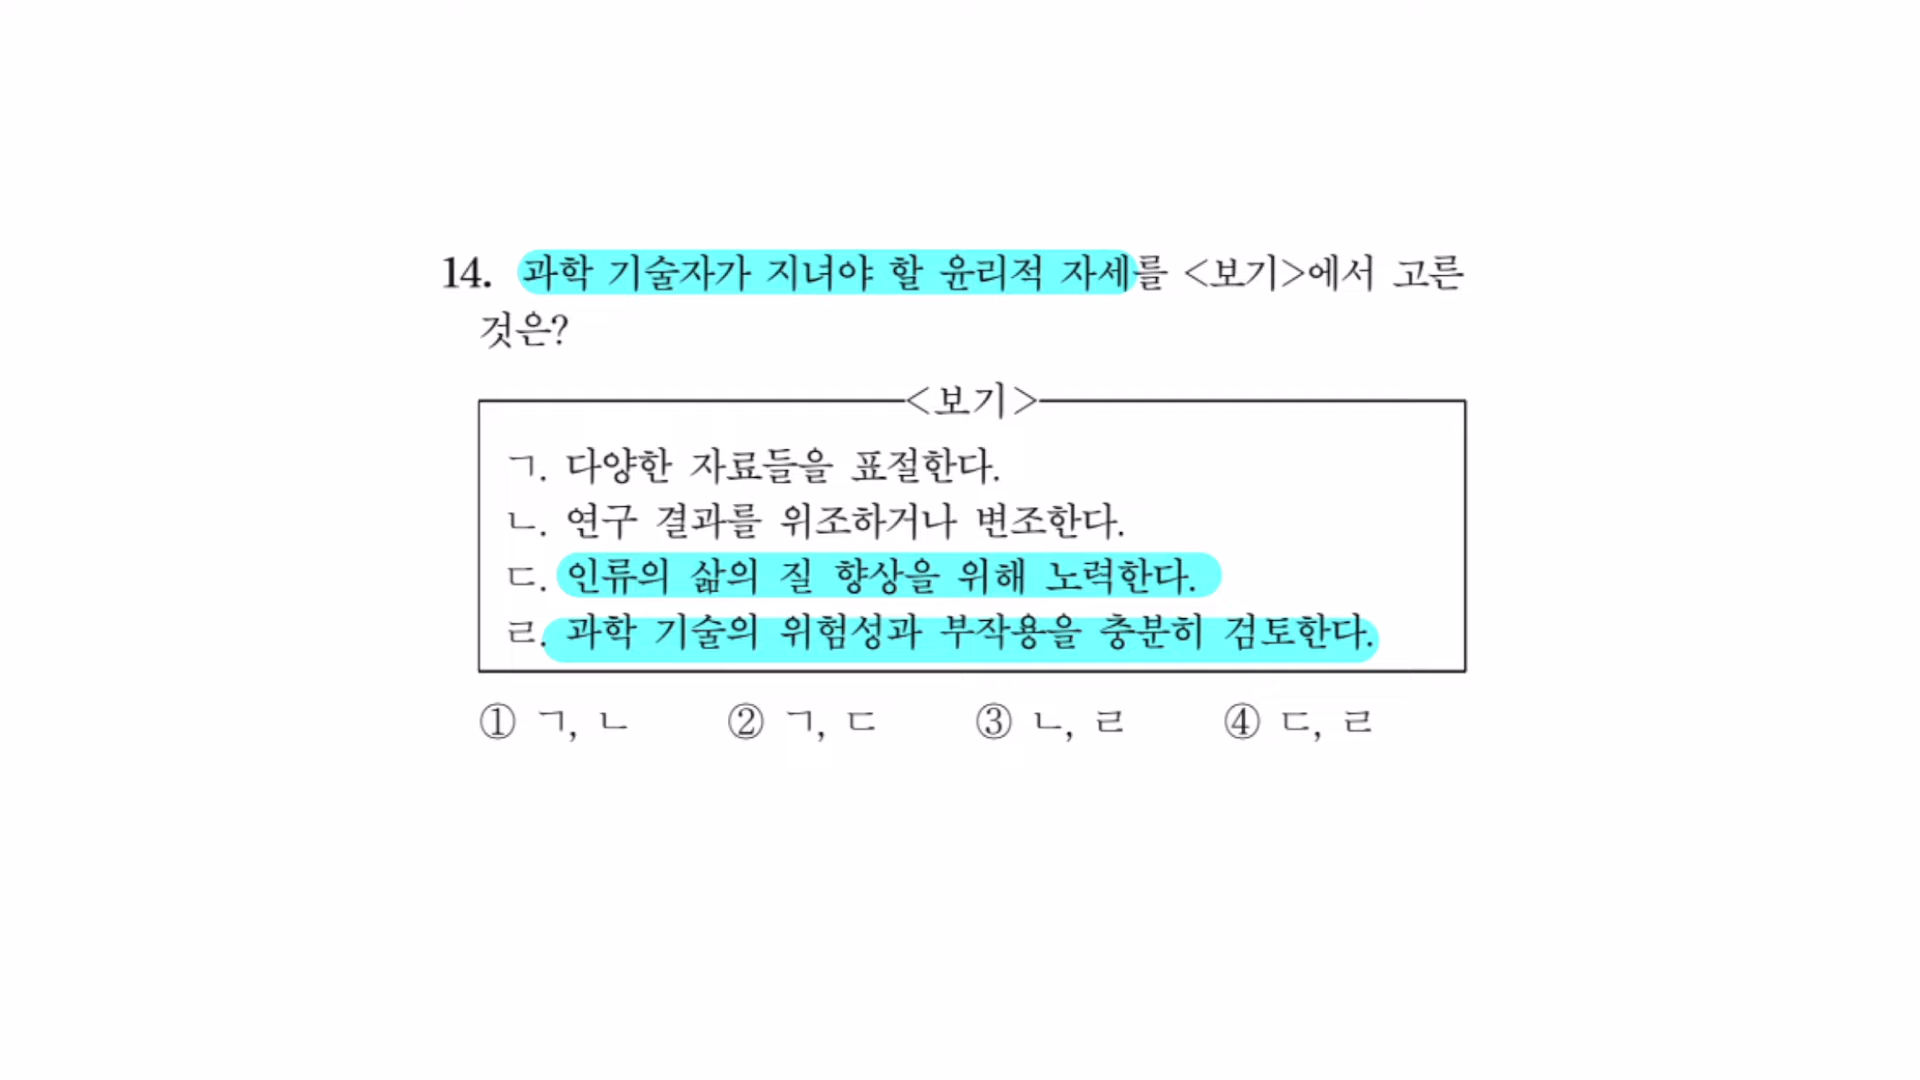 14. 과학 기술자가 지녀야 할 윤리적 자세를 <보기>에서 고른
것은?
<보기>
ㄱ. 다양한 자료들을 표절한다.
ㄴ. 연구 결과를 위조하거나 변조한다.
ㄷ. 인류의 삶의 질 향상을 위해 노력한다.
ㄹ. 과학 기술의 위험성과 부작용을 충분히 검토한다.
① ㄱ, ㄴ ② ㄱ, ㄷ ③ ㄴ, ㄹ ④ ㄷ, ㄹ